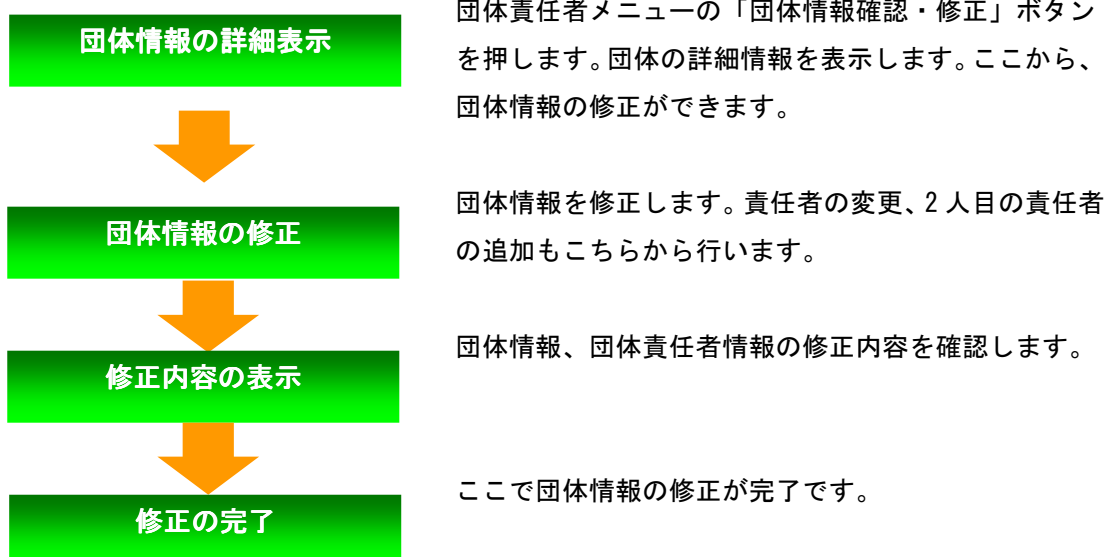 団体情報の詳細表示
団体責任者メニューの「団体情報確認・修正」ボタン
を押します。団体の詳細情報を表示します。ここから、
団体情報の修正ができます。
団体情報の修正
団体情報を修正します。責任者の変更、2人目の責任者
の追加もこちらから行います。
修正内容の表示
団体情報、団体責任者情報の修正内容を確認します。
修正の完了
ここで団体情報の修正が完了です。